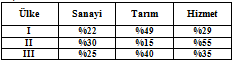 Ülke Sanayi Tarım Hizmet
I %22 %49 %29
II %30 %15 %55
III %25 %40 %35